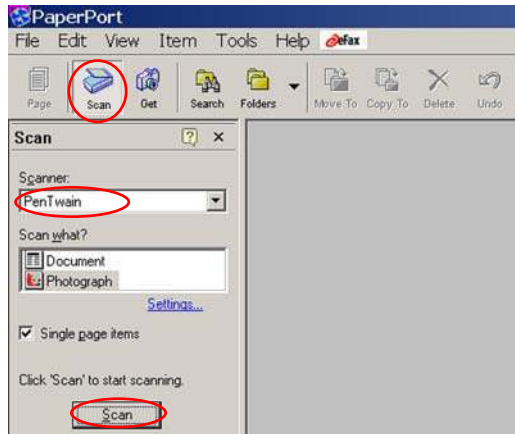 PaperPort
File Edit View Item Tools Help eFax
Page Scan Get Search Folders Move To Copy To Delete Undo
Scan
Scanner:
PenTwain
Scan what?
Document
Photograph
Settings...
Single page items
Click 'Scan' to start scanning.
Scan